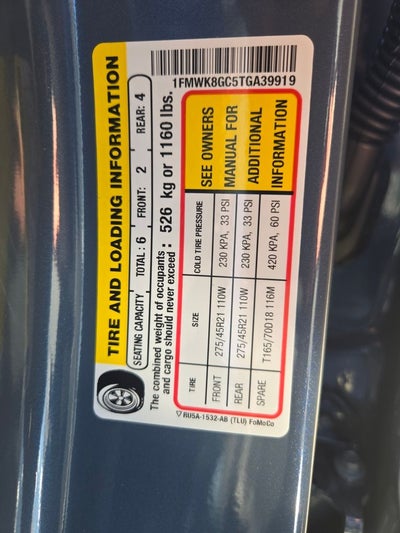 1FMWK8GC5TGA39919
TIRE AND LOADING INFORMATION
SEATING CAPACITY TOTAL: 6 FRONT: 2 REAR: 4
The combined weight of occupants
and cargo should never exceed: 526 kg or 1160 lbs.
TIRE SIZE COLD TIRE PRESSURE
FRONT 275/45R21 110W 230 KPA, 33 PSI
REAR 275/45R21 110W 230 KPA, 33 PSI
SPARE T165/70D18 116M 420 KPA, 60 PSI
SEE OWNERS
MANUAL FOR
ADDITIONAL
INFORMATION
RU5A-1532-AB (TLU) FoMoCo